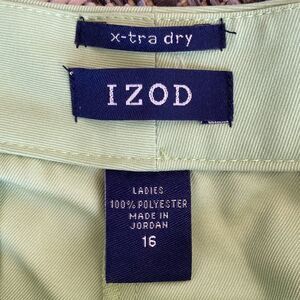 x-tra dry
IZOD
LADIES
100% POLYESTER
MADE IN
JORDAN
16